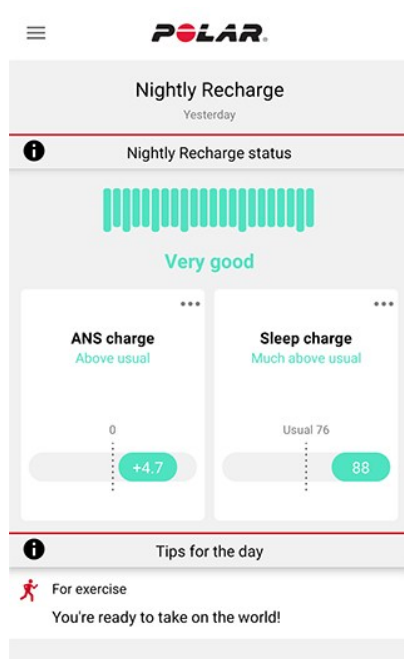 POLAR.
Nightly Recharge
Yesterday
Nightly Recharge status
Very good
ANS charge
Above usual
0
+4.7
Sleep charge
Much above usual
Usual 76
88
Tips for the day
For exercise
You're ready to take on the world!